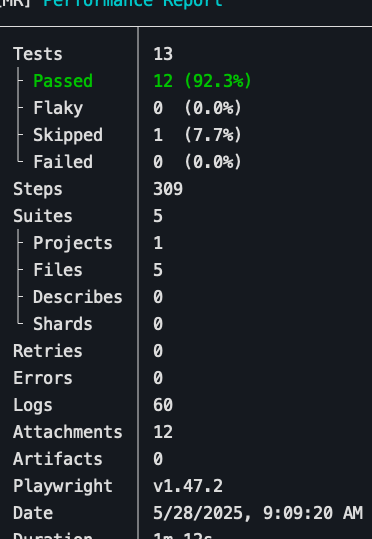 [MR] Performance Report
Tests 13
Passed 12 (92.3%)
Flaky 0 (0.0%)
Skipped 1 (7.7%)
Failed 0 (0.0%)
Steps 309
Suites 5
Projects 1
Files 5
Describes 0
Shards 0
Retries 0
Errors 0
Logs 60
Attachments 12
Artifacts 0
Playwright v1.47.2
Date 5/28/2025, 9:09:20 AM
Duration 1m 12s